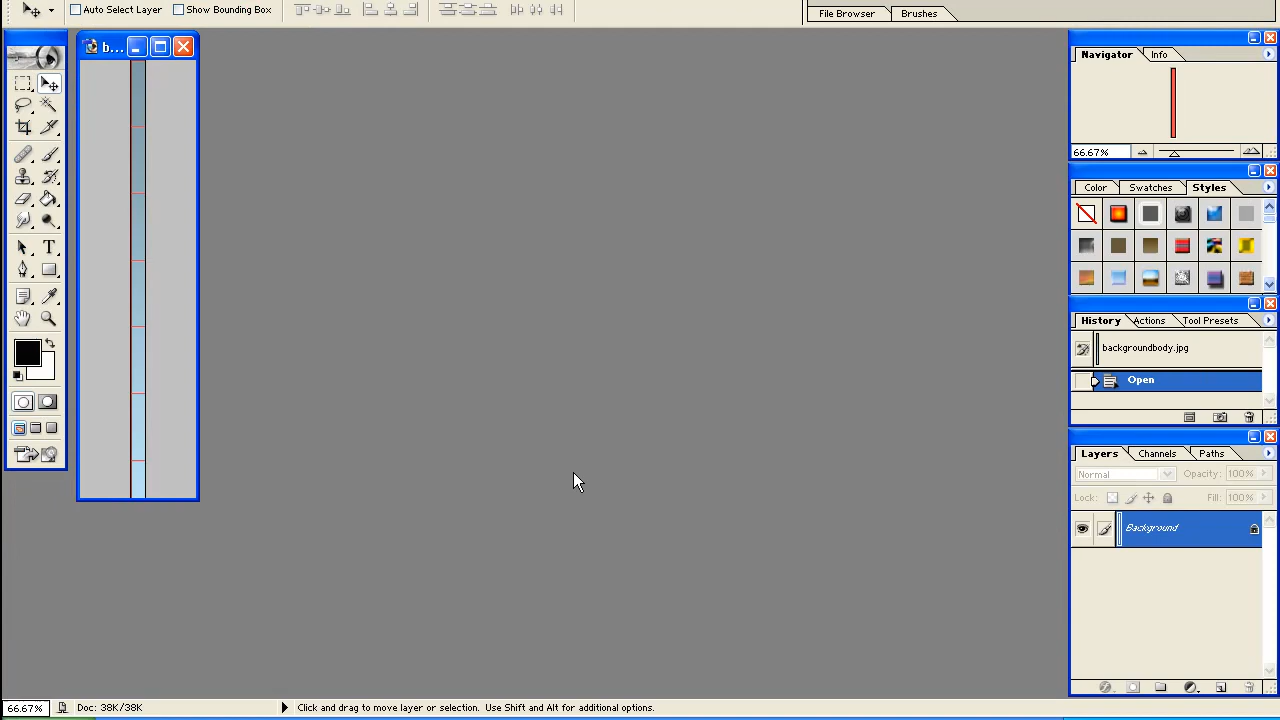 Auto Select Layer Show Bounding Box
File Browser Brushes
b...
Navigator Info
66.67%
Color Swatches Styles
History Actions Tool Presets
backgroundbody.jpg
Open
Layers Channels Paths
Normal Opacity: 100%
Lock: Fill: 100%
Background
T
66.67% Doc: 38K/38K Click and drag to move layer or selection. Use Shift and Alt for additional options.